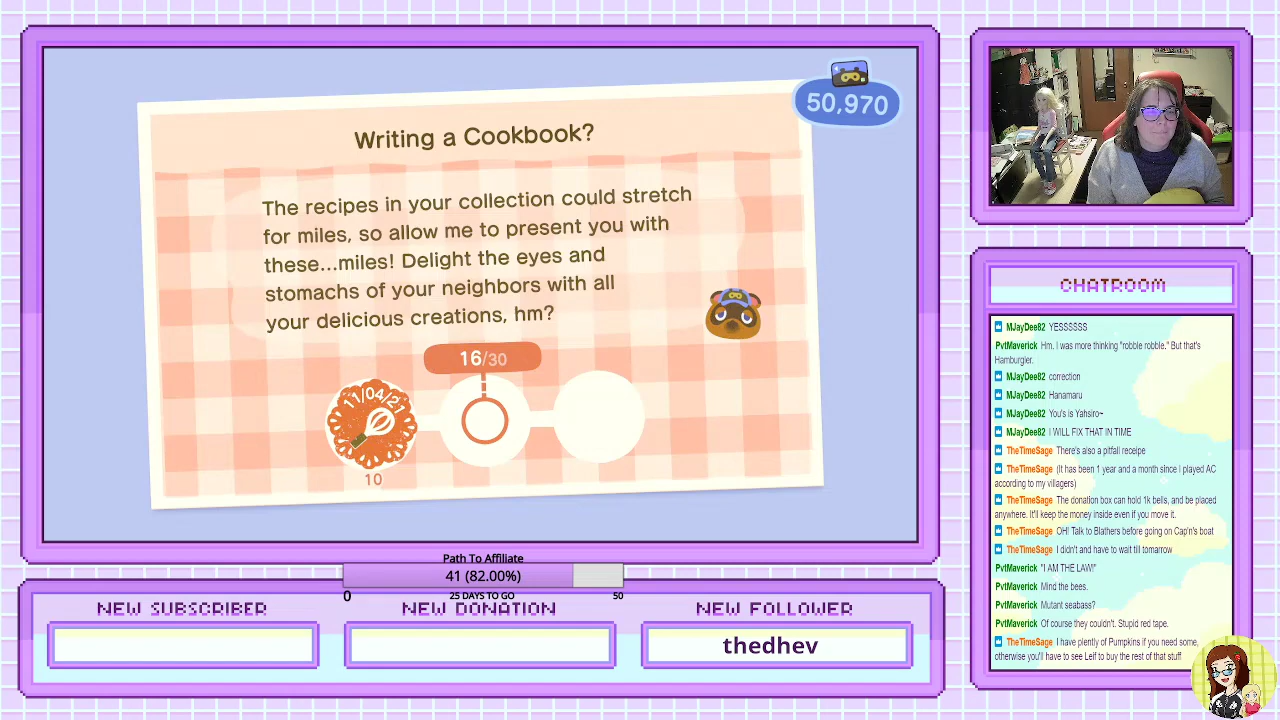 50,970
Writing a Cookbook?
The recipes in your collection could stretch
for miles, so allow me to present you with
these...miles! Delight the eyes and
stomachs of your neighbors with all
your delicious creations, hm?
16/30
11/04/21
10
Path To Affiliate
41 (82.00%)
0
25 DAYS TO GO
50
NEW SUBSCRIBER
NEW DONATION
NEW FOLLOWER
thedhev
CHATROOM
MJayDee82 YESSSSSS
PvtMaverick Hm. I was more thinking "robble robble." But that's
Hamburgler.
MJayDee82 correction
MJayDee82 Hanamaru
MJayDee82 You's is Yahsiro~
MJayDee82 I WILL FIX THAT IN TIME
TheTimeSage There's also a pitfall receipe
TheTimeSage (It has been 1 year and a month since I played AC
according to my villagers)
TheTimeSage The donation box can hold 1k bells, and be placed
anywhere. It'll keep the money inside even if you move it.
TheTimeSage OH! Talk to Blathers before going on Cap'n's boat
TheTimeSage I didn't and have to wait till tomorrow
PvtMaverick "I AM THE LAW!"
PvtMaverick Mind the bees.
PvtMaverick Mutant seabass?
PvtMaverick Of course they couldn't. Stupid red tape.
TheTimeSage I have plenty of Pumpkins if you need some,
otherwise you'll have to see Leif to buy the rest of that stuff